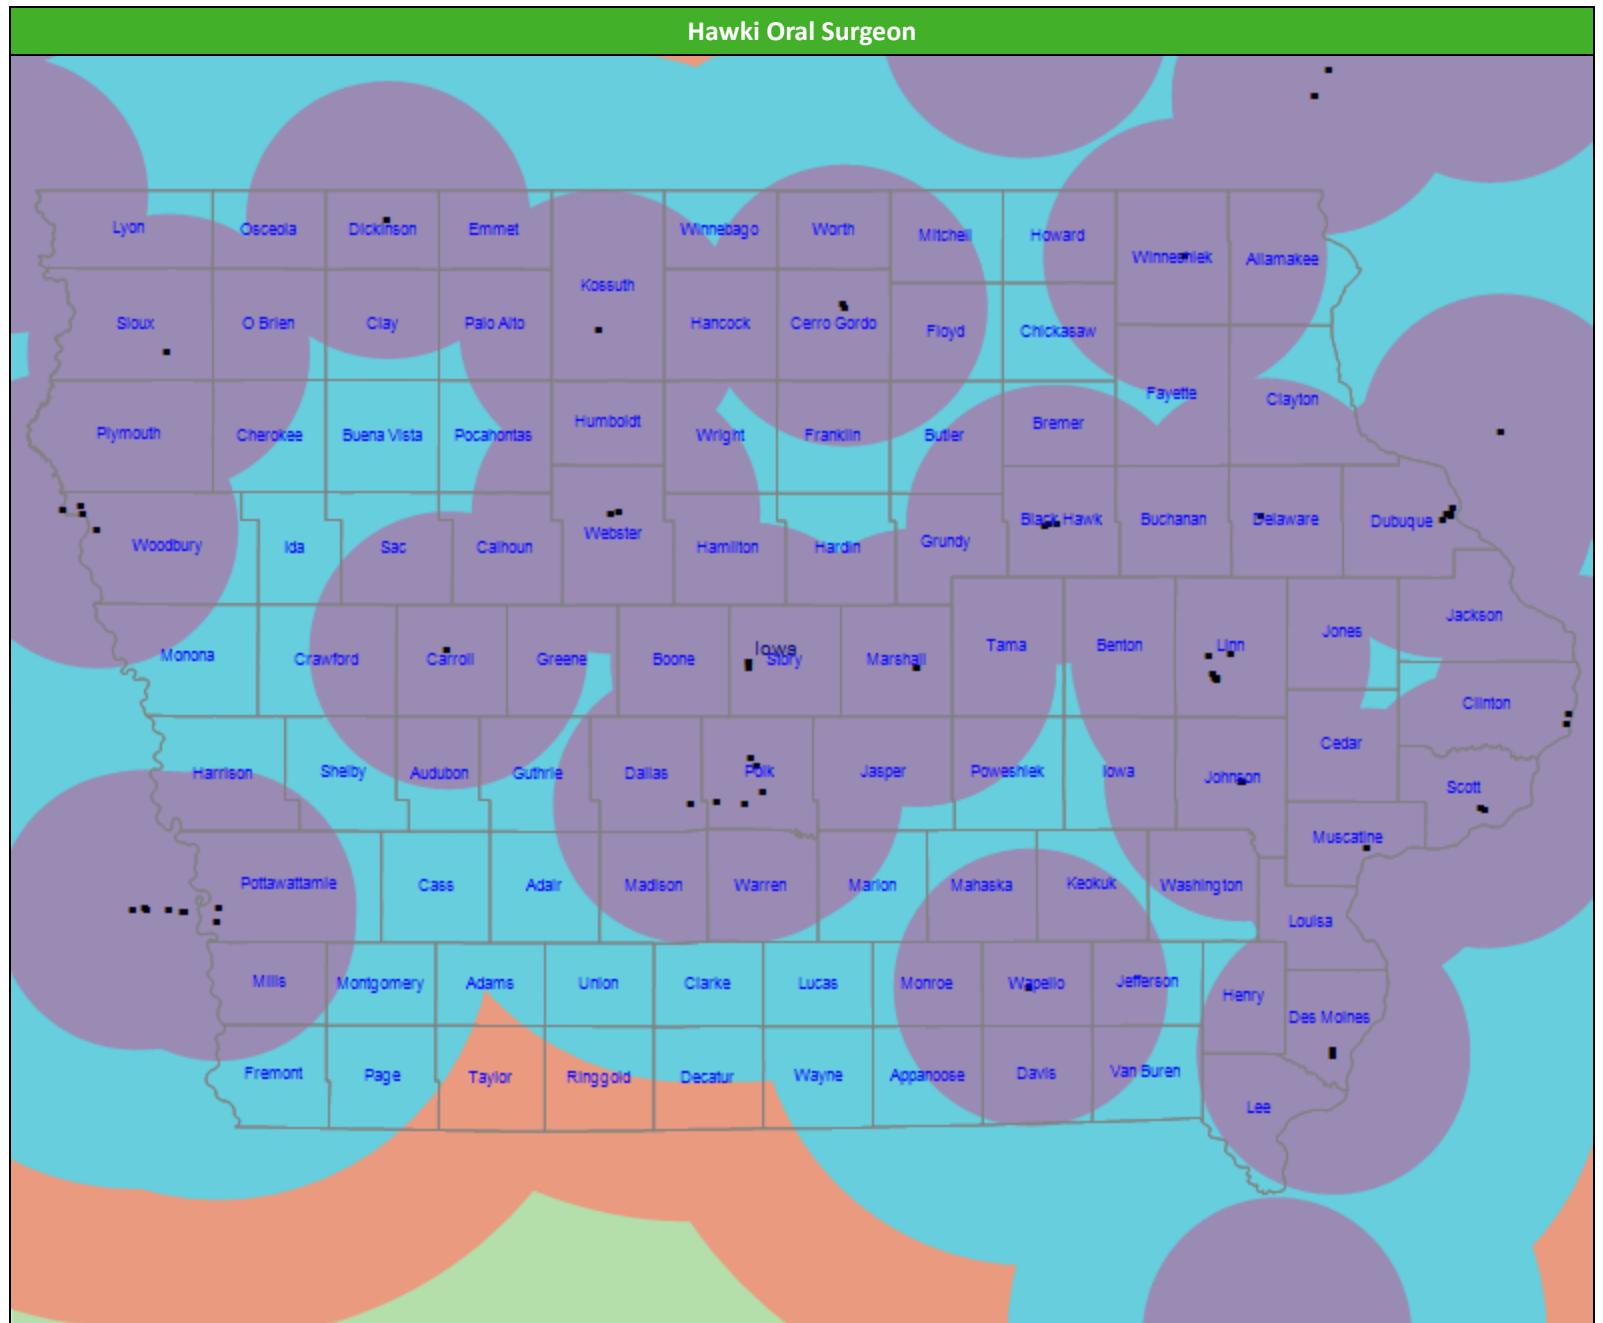 Hawki Oral Surgeon
Lyon
Osceola
Dickinson
Emmet
Winnebago
Worth
Mitchell
Howard
Winneshiek
Allamakee
Kossuth
Sioux
O Brien
Clay
Palo Alto
Hancock
Cerro Gordo
Floyd
Chickasaw
Fayette
Clayton
Plymouth
Cherokee
Buena Vista
Pocahontas
Humboldt
Wright
Franklin
Butler
Bremer
Woodbury
Ida
Sac
Calhoun
Webster
Hamilton
Hardin
Grundy
Black Hawk
Buchanan
Delaware
Dubuque
Monona
Crawford
Carroll
Greene
Boone
Iowa
Story
Marshall
Tama
Benton
Linn
Jones
Jackson
Clinton
Harrison
Shelby
Audubon
Guthrie
Dallas
Polk
Jasper
Poweshiek
Iowa
Johnson
Cedar
Scott
Muscatine
Pottawattamie
Cass
Adair
Madison
Warren
Marion
Mahaska
Keokuk
Washington
Louisa
Mills
Montgomery
Adams
Union
Clarke
Lucas
Monroe
Wapello
Jefferson
Henry
Des Moines
Fremont
Page
Taylor
Ringgold
Decatur
Wayne
Appanoose
Davis
Van Buren
Lee